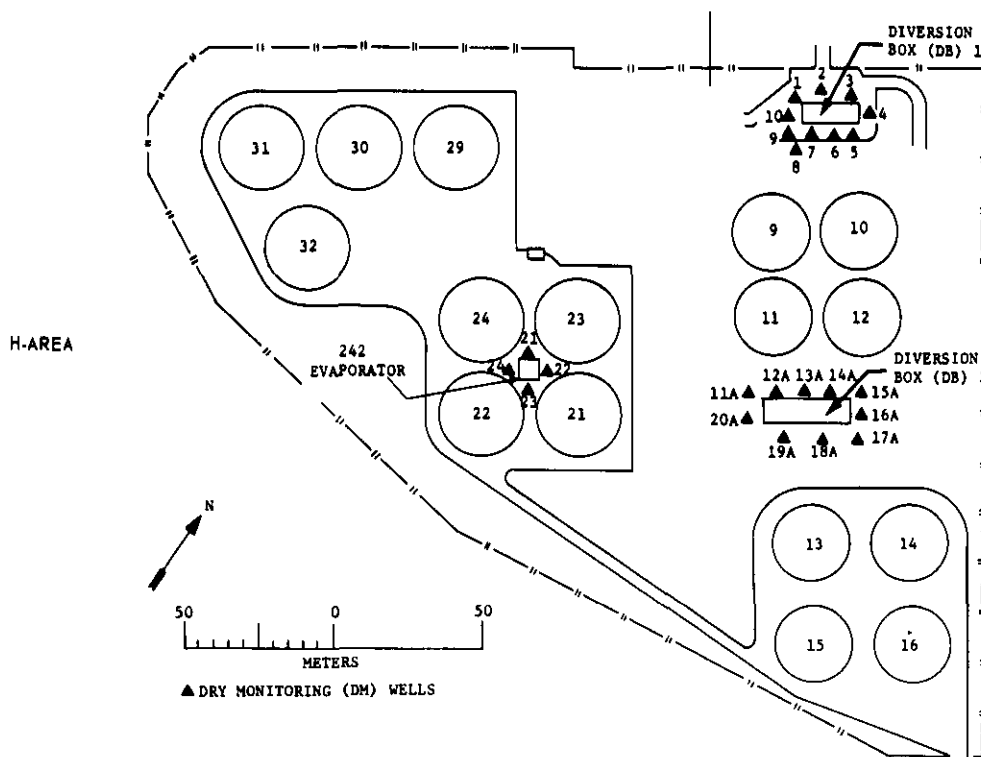 DIVERSION
BOX (DB) 1
1 2 3
10 4
9 7 6 5
8
31 30 29
32
9 10
24 23
11 12
H-AREA
242
EVAPORATOR
21
24 22
23
22 21
DIVERSION
BOX (DB)
11A 12A 13A 14A 15A
20A 16A
19A 18A 17A
N
13 14
15 16
50 0 50
METERS
▲ DRY MONITORING (DM) WELLS